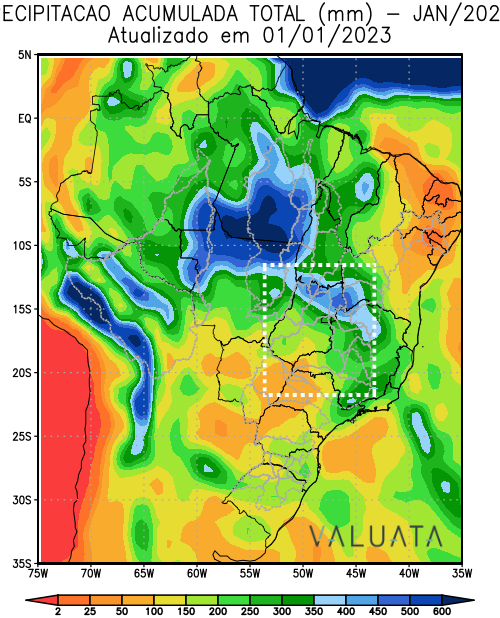 ECIPITACAO ACUMULADA TOTAL (mm) – JAN/202
Atualizado em 01/01/2023
5N
EQ
5S
10S
15S
20S
25S
30S
35S
75W 70W 65W 60W 55W 50W 45W 40W 35W
VALUATA
2 25 50 100 150 200 250 300 350 400 450 500 600